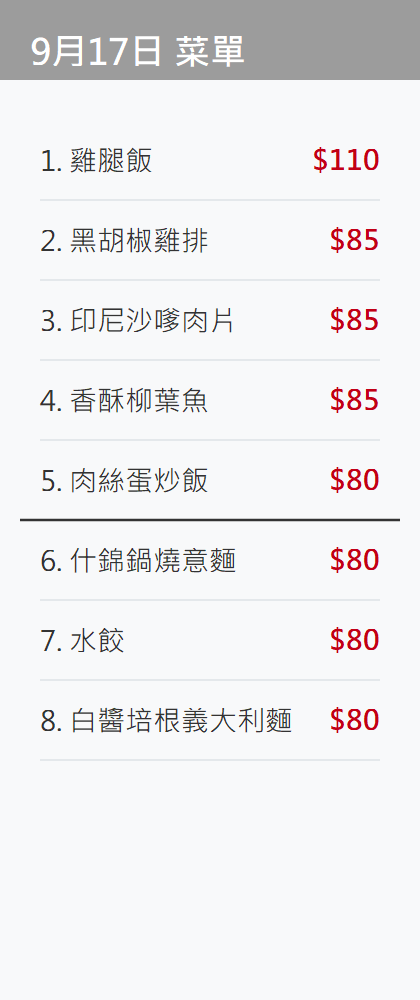 9月17日 菜單
1. 雞腿飯 $110
2. 黑胡椒雞排 $85
3. 印尼沙嗲肉片 $85
4. 香酥柳葉魚 $85
5. 肉絲蛋炒飯 $80
6. 什錦鍋燒意麵 $80
7. 水餃 $80
8. 白醬培根義大利麵 $80